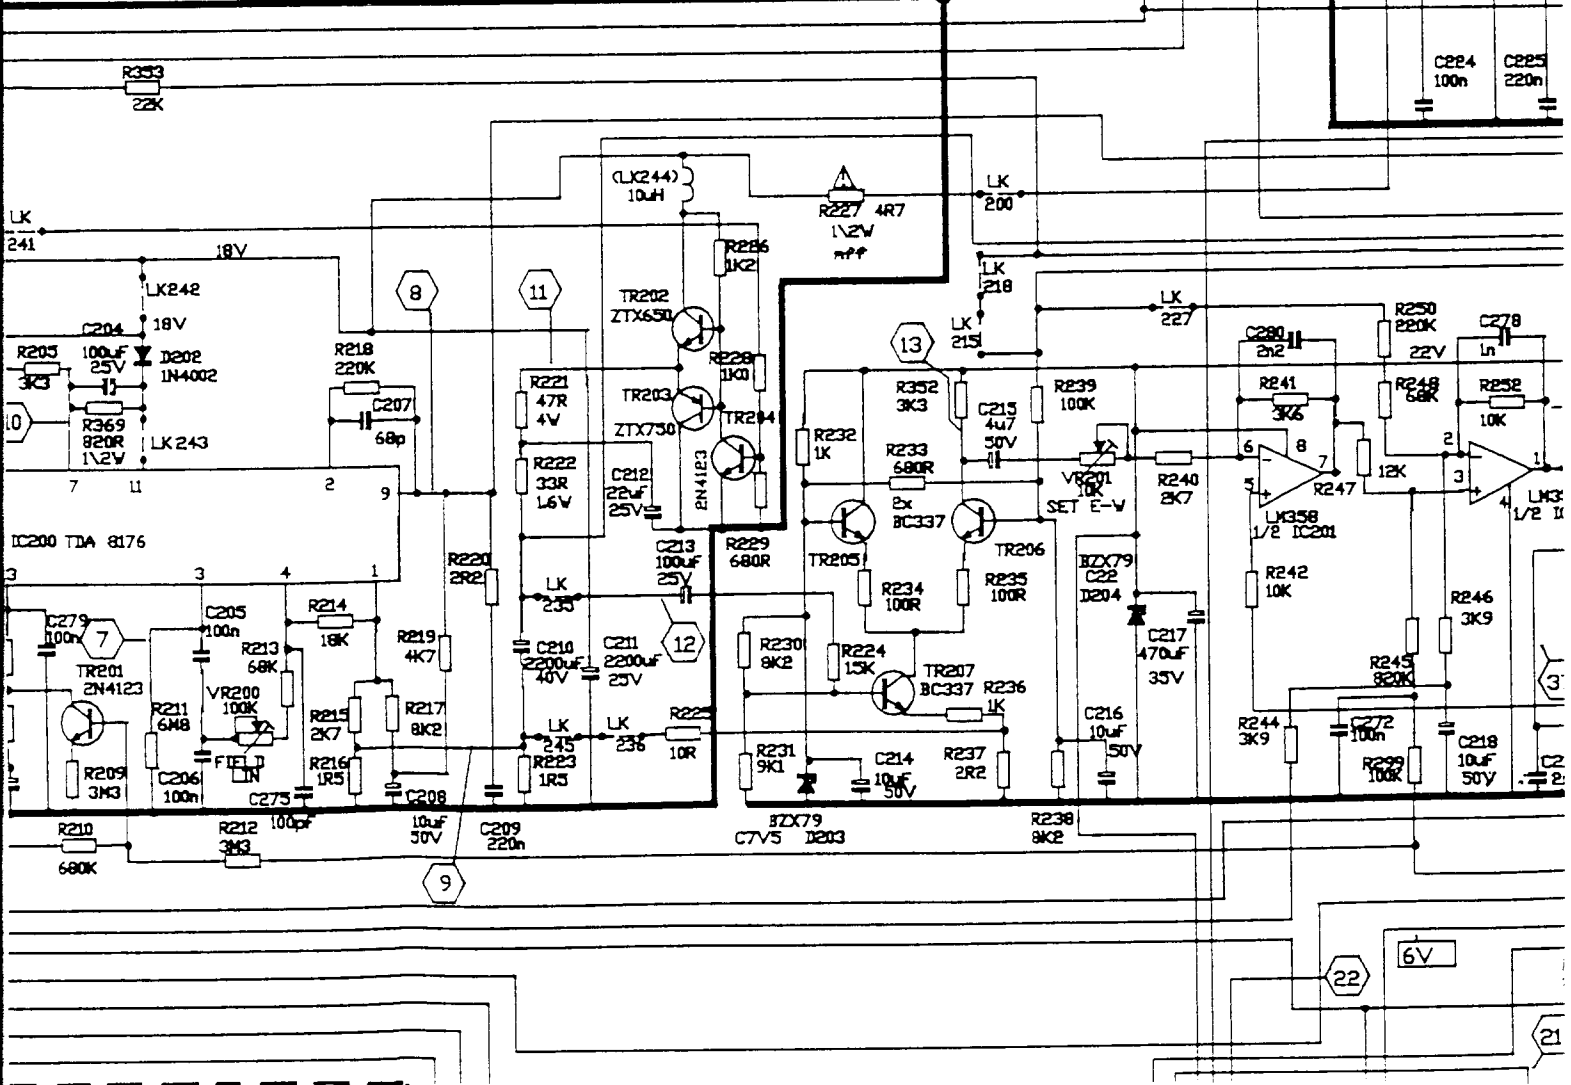 R353
22K
C224
100n
C225
220n
(LK244)
10uH
LK
200
R227 4R7
1\2W
mff
LK
241
18V
R226
1K2
LK242
18V
8
11
TR202
ZTX650
LK
218
LK
215
13
LK
227
R250
220K
22V
C280
2n2
C278
1n
C204
100uF
25V
D202
1N4002
R205
3K3
R218
220K
R228
1K0
R221
47R
4W
TR203
ZTX750
R352
3K3
R239
100K
R241
3K6
R248
68K
R252
10K
10
R369
820R
1\2W
LK243
C207
68p
C215
4u7
50V
R232
1K
R233
680R
R222
33R
1.6W
C212
22uF
25V
2N4123
VR201
10K
SET E-W
R240
2K7
6
5
8
7
12K
R247
2
3
1
4
7
11
2
9
2x
BC337
TR205
TR206
LM358
1/2 IC201
1/2
IC200 TDA 8176
3
3
4
1
R220
2R2
C213
100uF
25V
R229
680R
BZX79
C22
D204
R242
10K
R234
100R
R235
100R
R246
3K9
LK
235
C279
100n
7
C205
100n
R214
18K
R219
4K7
C210
2200uF
40V
C211
2200uF
25V
12
R230
8K2
R224
15K
C217
470uF
35V
TR201
2N4123
R213
68K
TR207
BC337
R236
1K
R245
820K
VR200
100K
R211
6M8
R215
2K7
R217
8K2
LK
245
LK
236
10R
C216
10uF
50V
R244
3K9
C272
100n
C218
10uF
50V
R209
3M3
C206
100n
R216
1R5
R223
1R5
R231
9K1
C214
10uF
50V
R237
2R2
R299
100K
C275
100pF
C208
10uF
50V
C209
220n
BZX79
C7V5 D203
R238
8K2
R210
680K
R212
3M3
9
6V
22
21